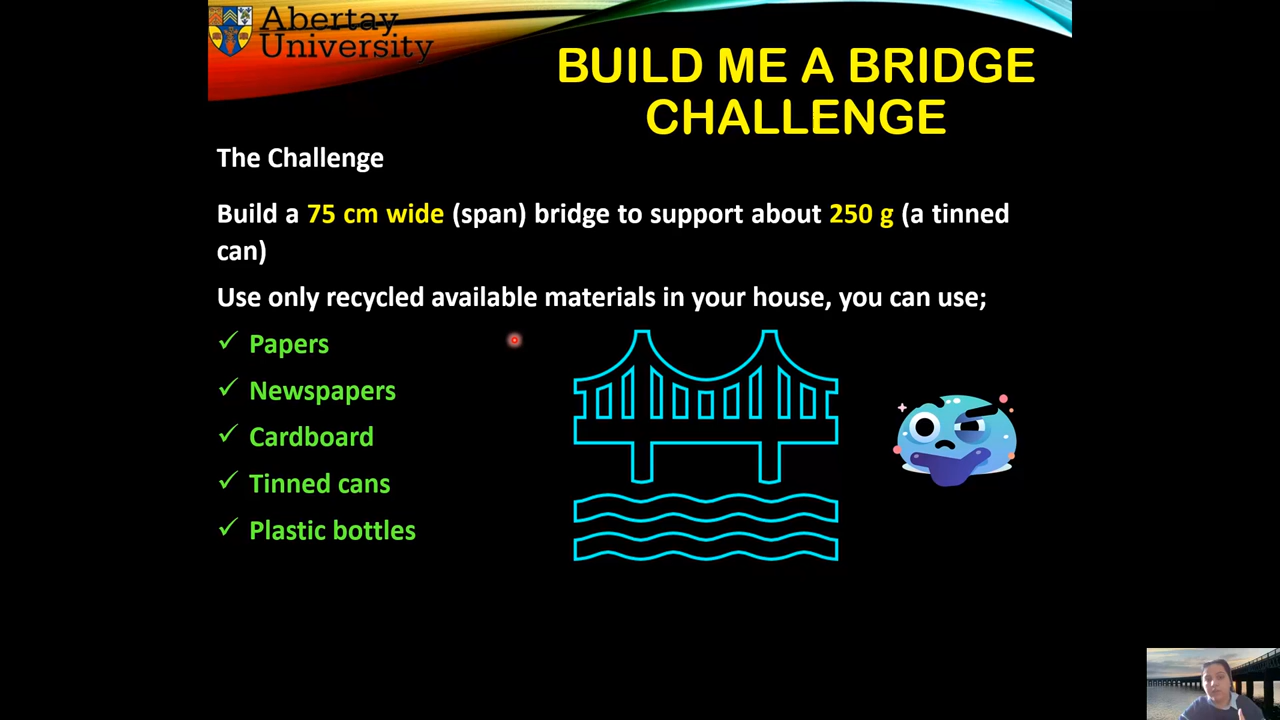 Abertay
University
BUILD ME A BRIDGE
CHALLENGE
The Challenge
Build a 75 cm wide (span) bridge to support about 250 g (a tinned
can)
Use only recycled available materials in your house, you can use;
✓ Papers
✓ Newspapers
✓ Cardboard
✓ Tinned cans
✓ Plastic bottles